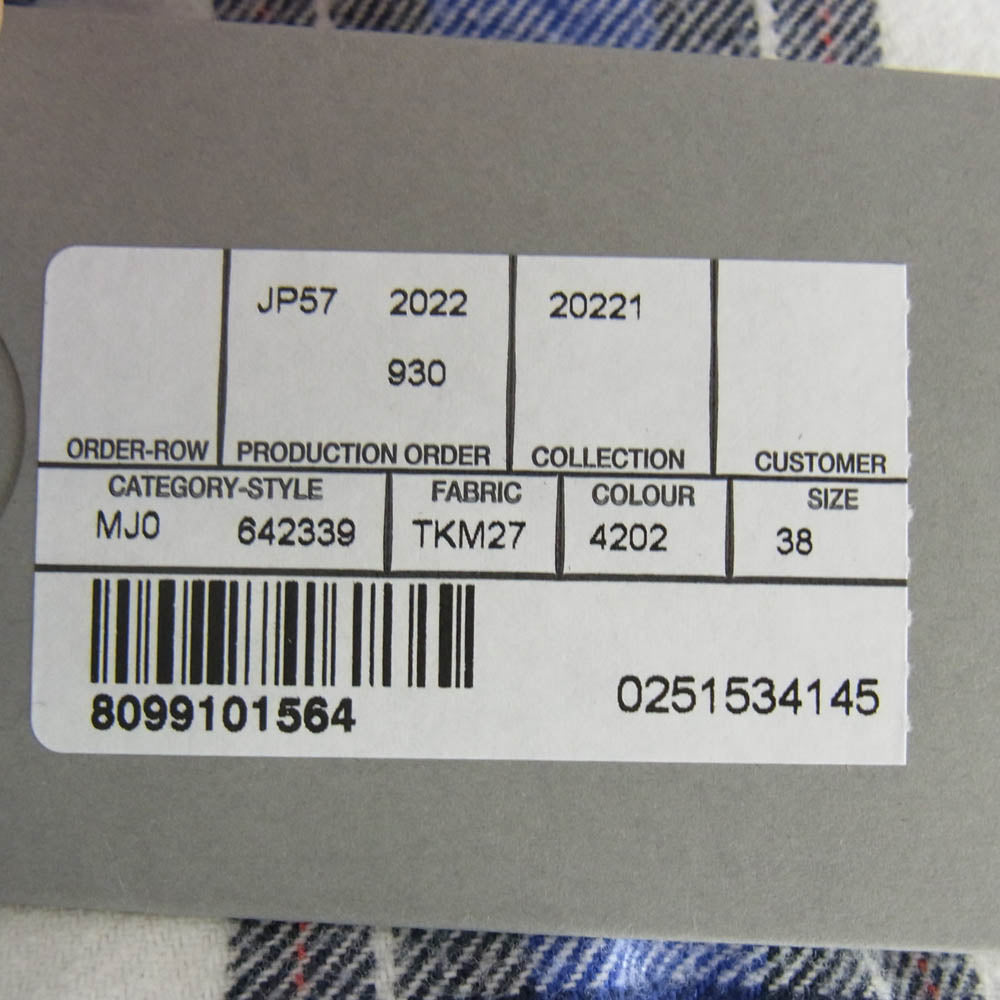 JP57 2022 20221
930
ORDER-ROW PRODUCTION ORDER COLLECTION CUSTOMER
CATEGORY-STYLE FABRIC COLOUR SIZE
MJ0 642339 TKM27 4202 38
8099101564 0251534145